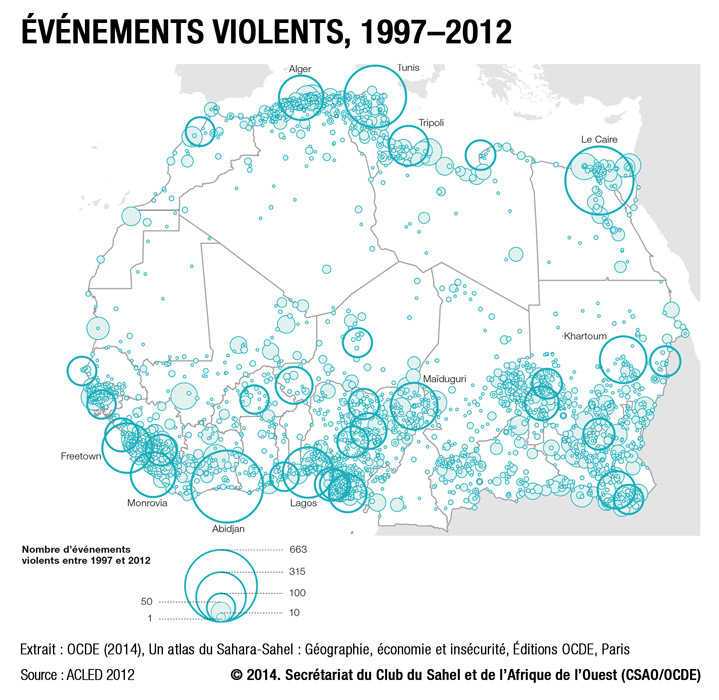 ÉVÉNEMENTS VIOLENTS, 1997–2012
Alger
Tunis
Tripoli
Le Caire
Khartoum
Maïduguri
Freetown
Monrovia
Lagos
Abidjan
Nombre d'événements
violents entre 1997 et 2012
663
315
100
50
10
1
Extrait : OCDE (2014), Un atlas du Sahara-Sahel : Géographie, économie et insécurité, Éditions OCDE, Paris
Source : ACLED 2012
© 2014. Secrétariat du Club du Sahel et de l'Afrique de l'Ouest (CSAO/OCDE)